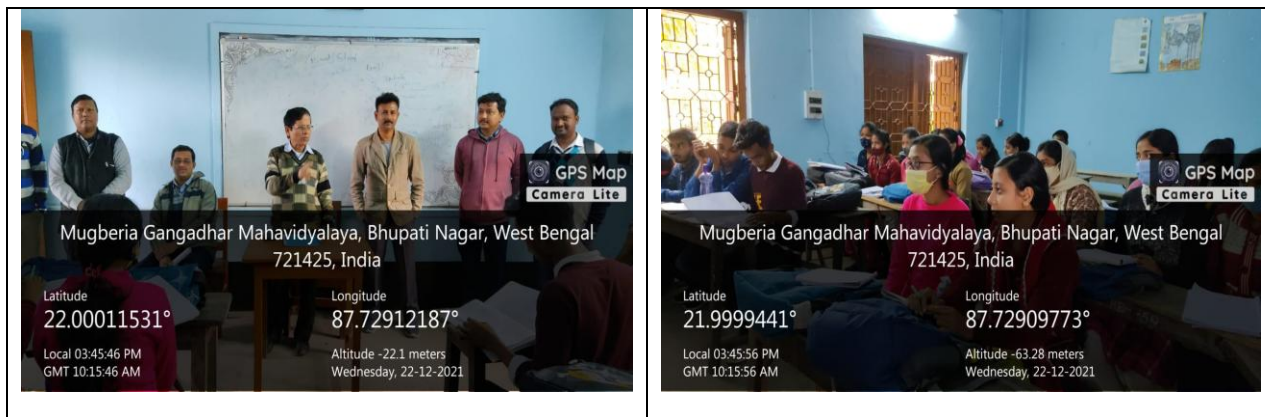 GPS Map
Camera Lite
Mugberia Gangadhar Mahavidyalaya, Bhupati Nagar, West Bengal
721425, India
Latitude
22.00011531°
Longitude
87.72912187°
Local 03:45:46 PM
GMT 10:15:46 AM
Altitude -22.1 meters
Wednesday, 22-12-2021
GPS Map
Camera Lite
Mugberia Gangadhar Mahavidyalaya, Bhupati Nagar, West Bengal
721425, India
Latitude
21.9999441°
Longitude
87.72909773°
Local 03:45:56 PM
GMT 10:15:56 AM
Altitude -63.28 meters
Wednesday, 22-12-2021